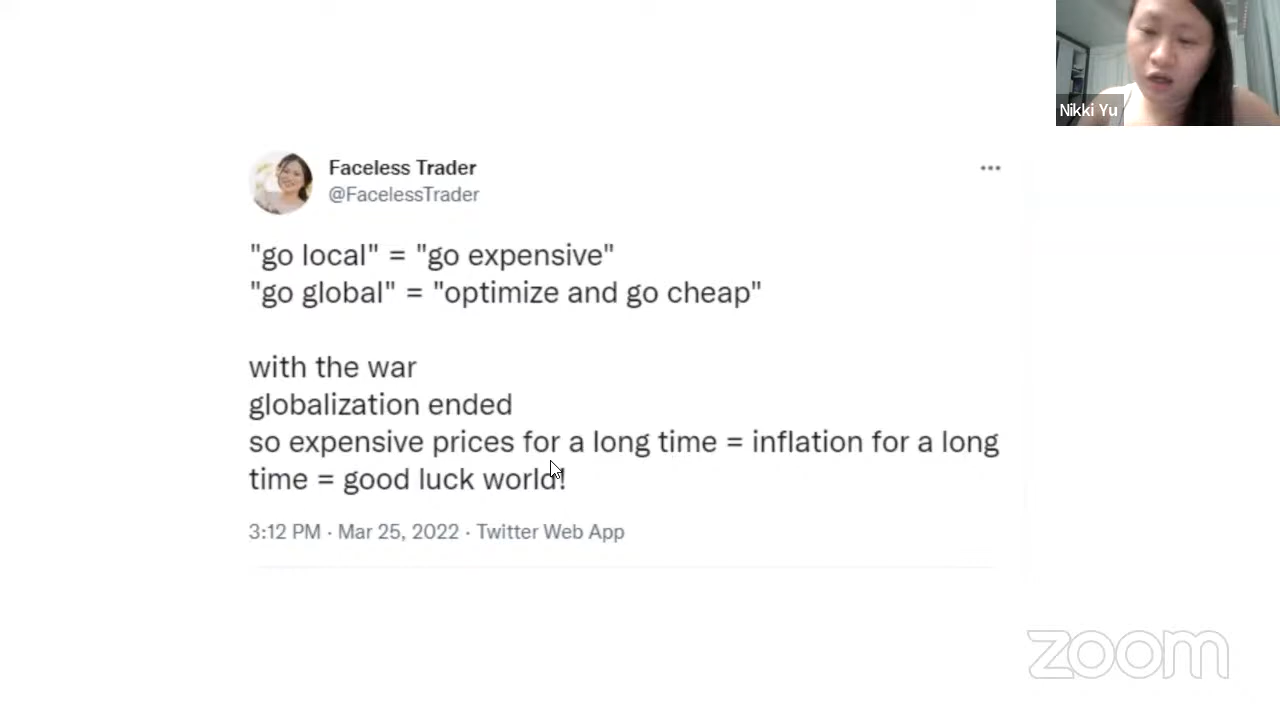 Nikki Yu
Faceless Trader
@FacelessTrader
"go local" = "go expensive"
"go global" = "optimize and go cheap"
with the war
globalization ended
so expensive prices for a long time = inflation for a long
time = good luck world!
3:12 PM · Mar 25, 2022 · Twitter Web App
zoom